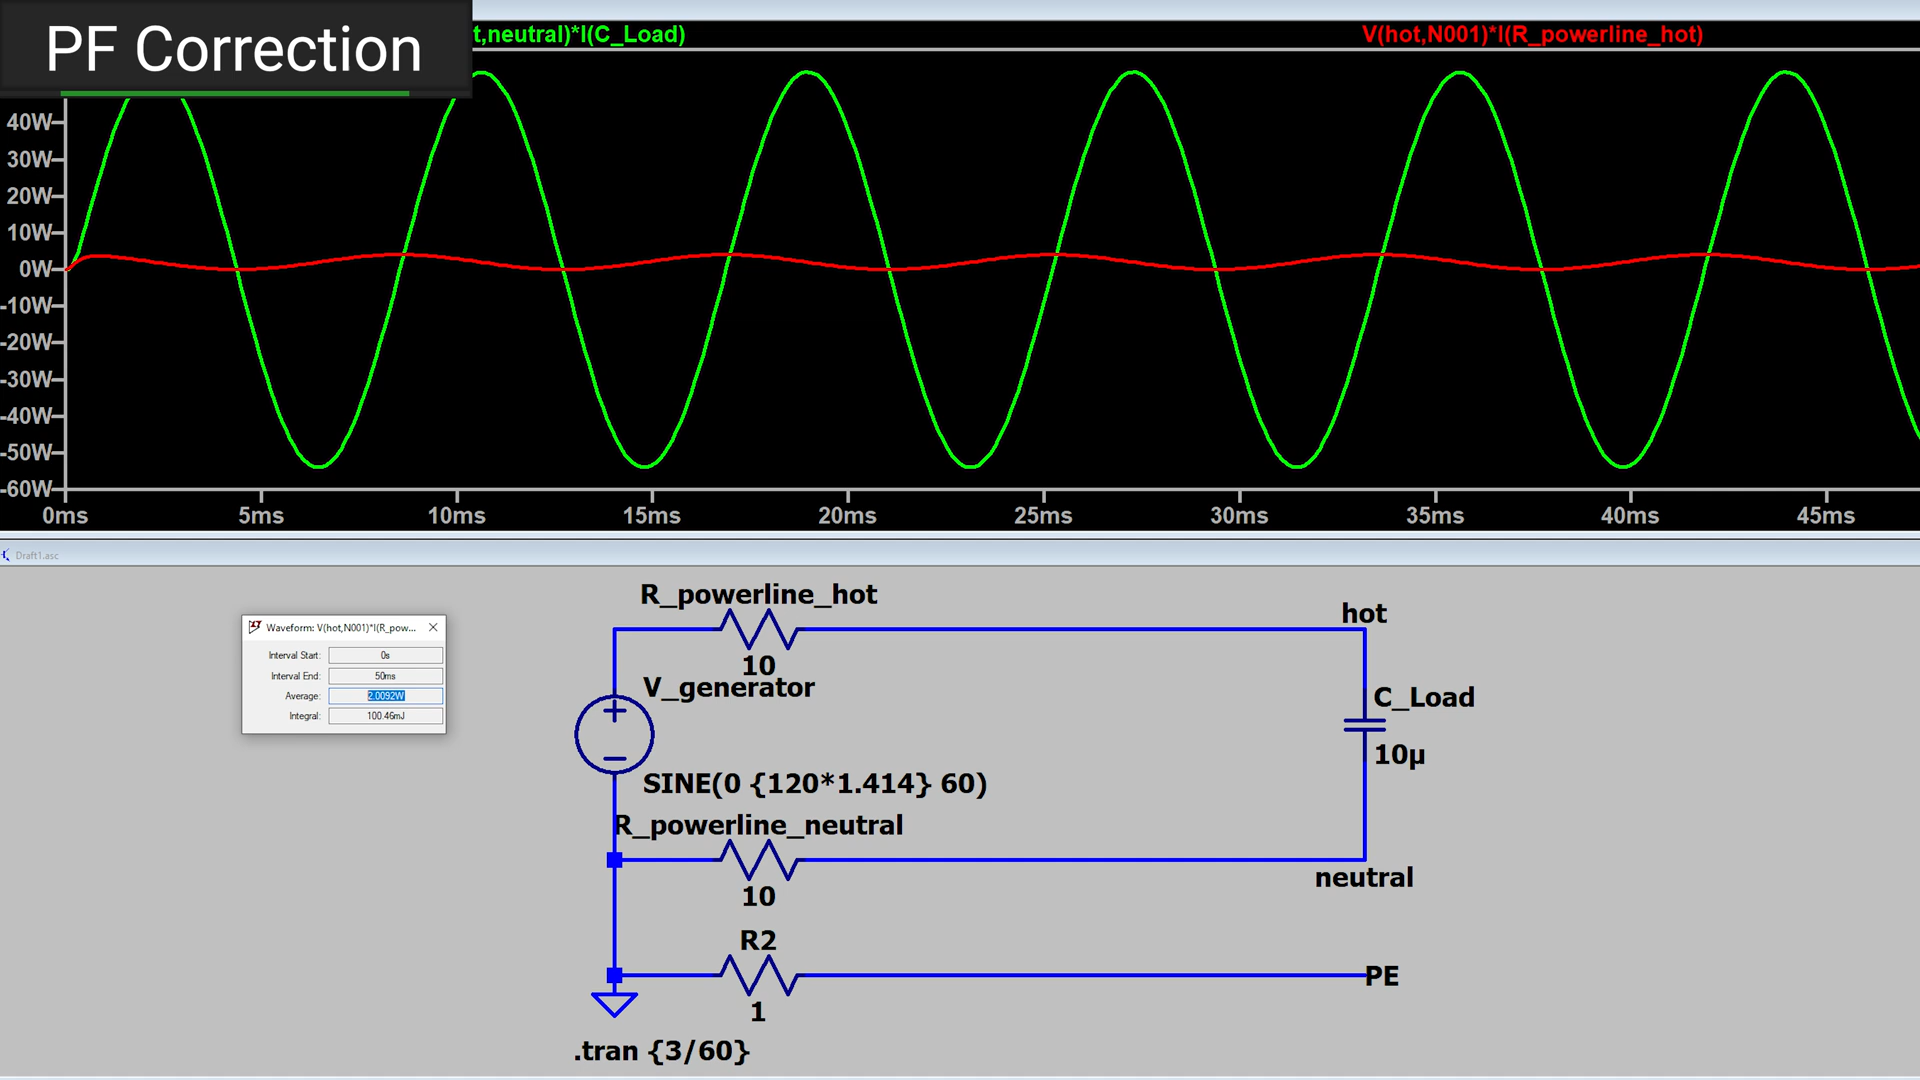 PF Correction
t,neutral)*I(C_Load)
V(hot,N001)*I(R_powerline_hot)
40W
30W
20W
10W
0W
-10W
-20W
-30W
-40W
-50W
-60W
0ms 5ms 10ms 15ms 20ms 25ms 30ms 35ms 40ms 45ms
Draft1.asc
Waveform: V(hot,N001)*I(R_pow...
Interval Start: 0s
Interval End: 50ms
Average: 2.0092W
Integral: 100.46mJ
R_powerline_hot
10
hot
V_generator
C_Load
10µ
SINE(0 {120*1.414} 60)
R_powerline_neutral
10
neutral
R2
1
PE
.tran {3/60}